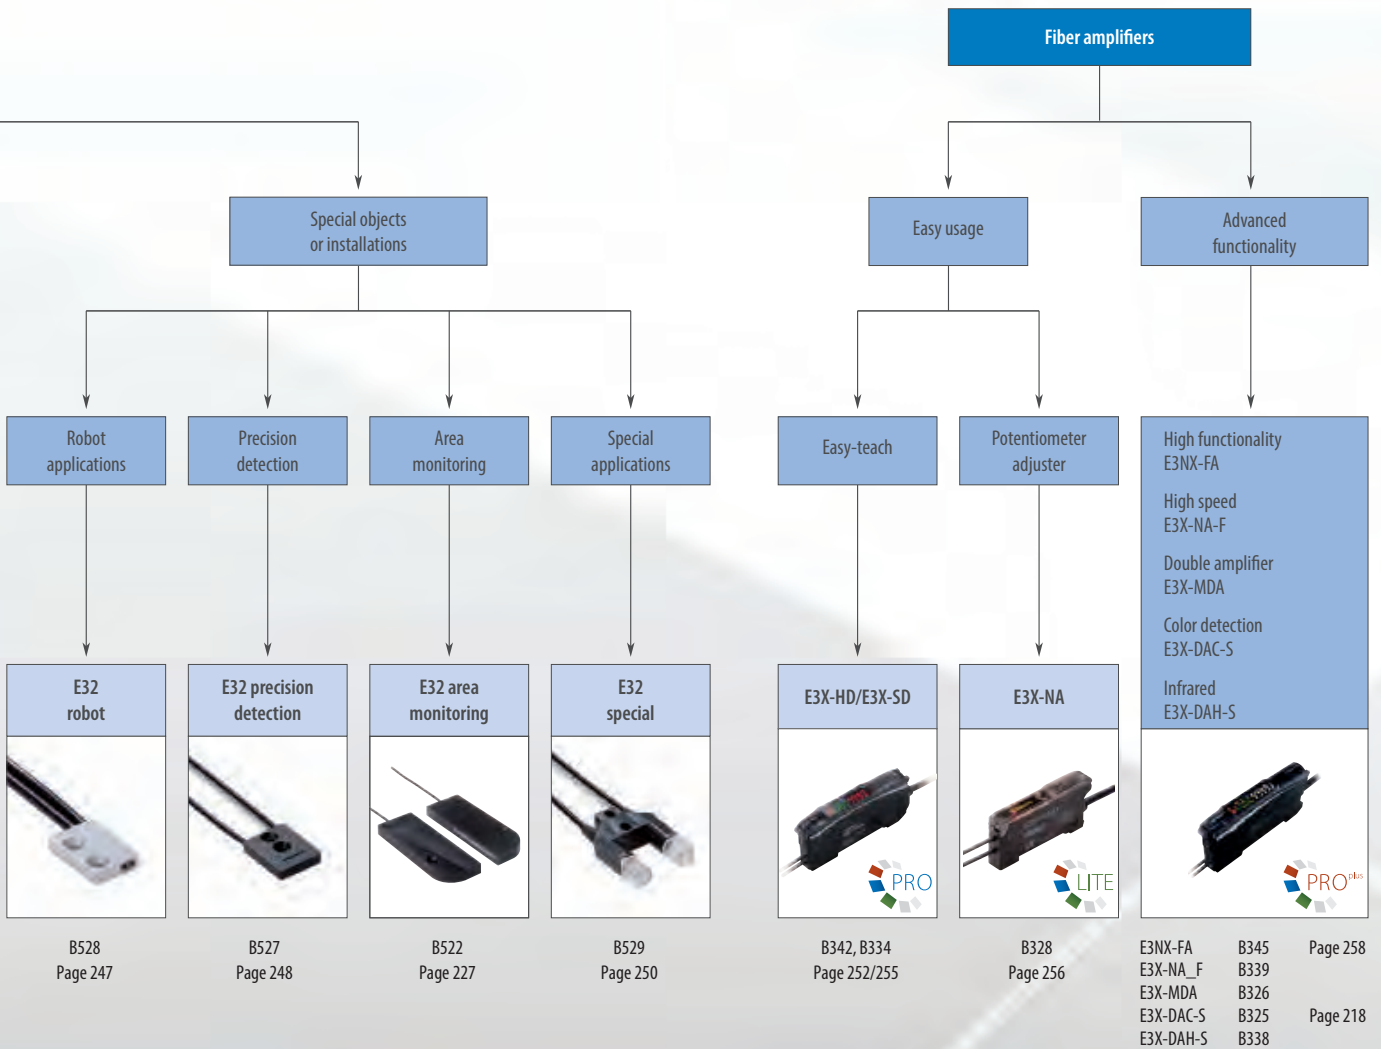 Fiber amplifiers
Special objects
or installations
Easy usage
Advanced
functionality
Robot
applications
Precision
detection
Area
monitoring
Special
applications
Easy-teach
Potentiometer
adjuster
High functionality
E3NX-FA
High speed
E3X-NA-F
Double amplifier
E3X-MDA
Color detection
E3X-DAC-S
Infrared
E3X-DAH-S
E32
robot
E32 precision
detection
E32 area
monitoring
E32
special
E3X-HD/E3X-SD
E3X-NA
PRO
LITE
PRO plus
B528
Page 247
B527
Page 248
B522
Page 227
B529
Page 250
B342, B334
Page 252/255
B328
Page 256
E3NX-FA B345 Page 258
E3X-NA_F B339
E3X-MDA B326
E3X-DAC-S B325 Page 218
E3X-DAH-S B338